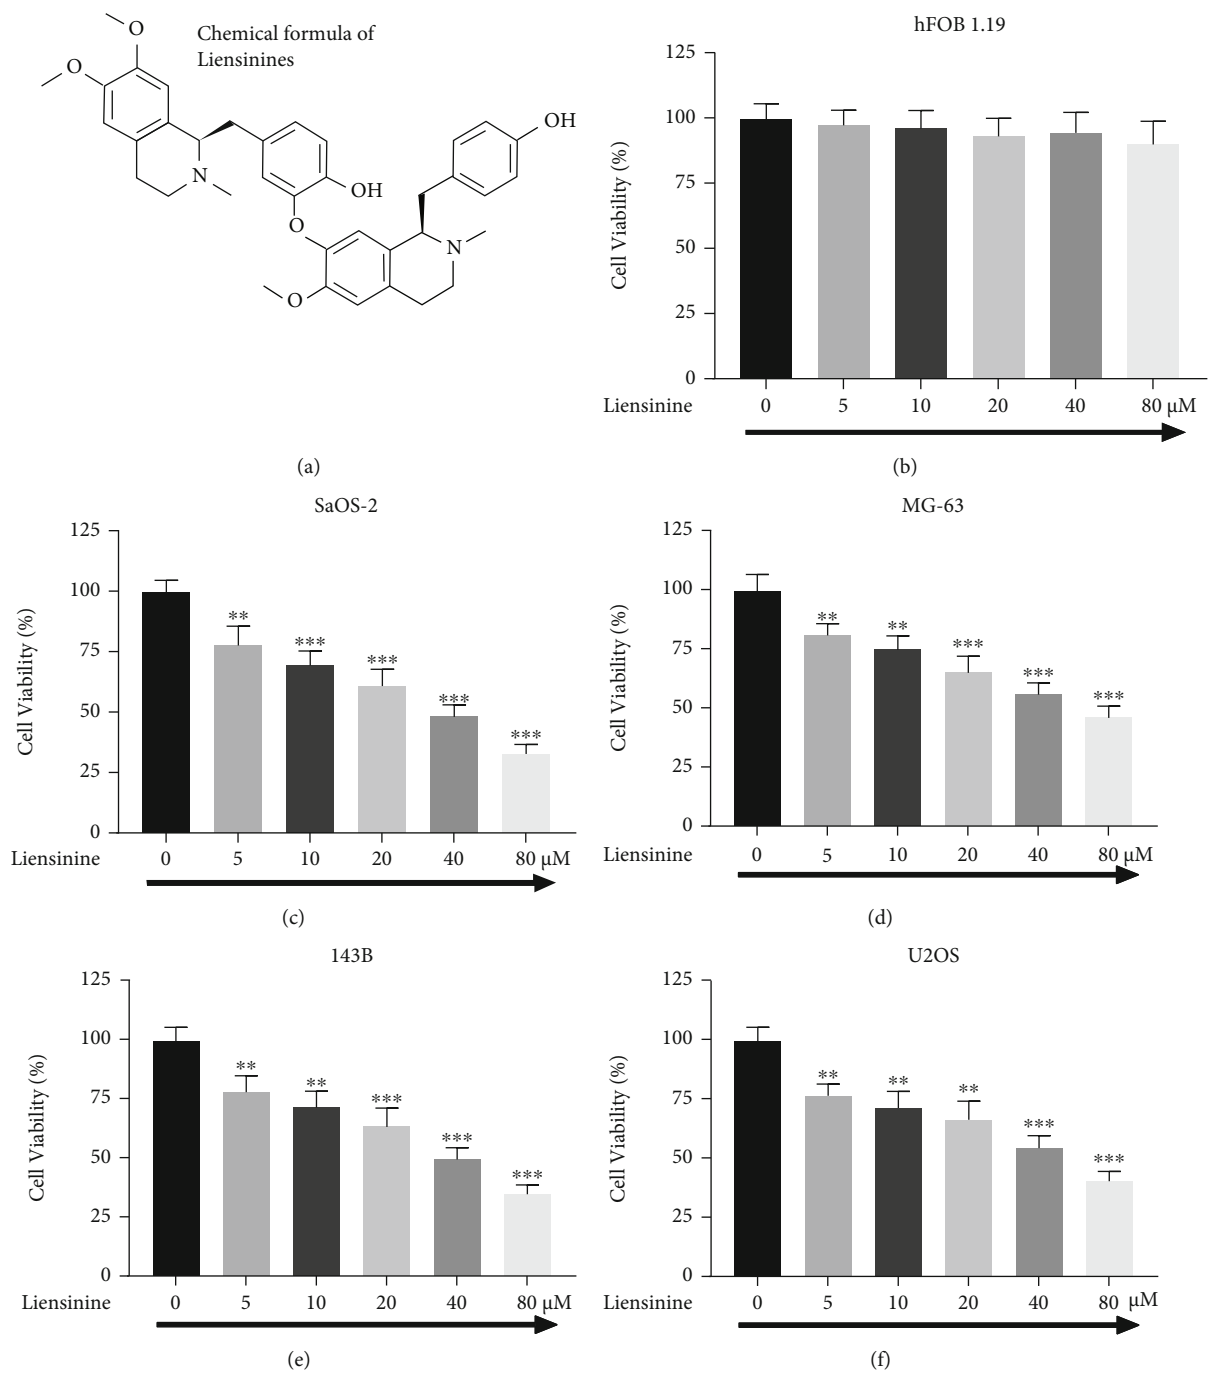 Chemical formula of
Liensinines
O
O
N
OH
O
OH
N
O
(a)
hFOB 1.19
Cell Viability (%)
125
100
75
50
25
0
Liensinine 0 5 10 20 40 80 μM
(b)
SaOS-2
Cell Viability (%)
125
100
75
50
25
0
** *** *** *** ***
Liensinine 0 5 10 20 40 80 μM
(c)
MG-63
Cell Viability (%)
125
100
75
50
25
0
** ** *** *** ***
Liensinine 0 5 10 20 40 80 μM
(d)
143B
Cell Viability (%)
125
100
75
50
25
0
** ** *** *** ***
Liensinine 0 5 10 20 40 80 μM
(e)
U2OS
Cell Viability (%)
125
100
75
50
25
0
** ** ** *** ***
Liensinine 0 5 10 20 40 80 μM
(f)